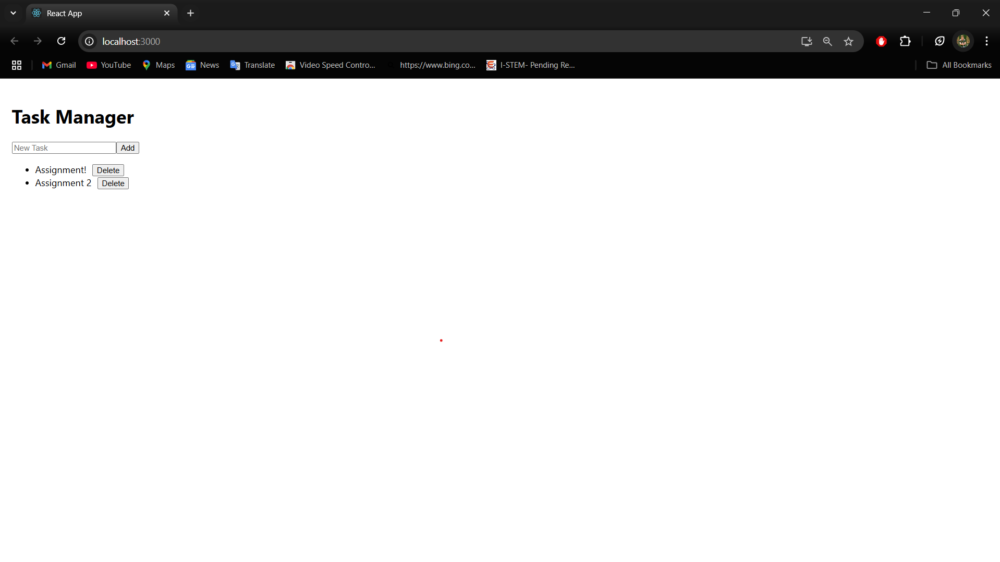 React App
localhost:3000
Gmail YouTube Maps News Translate Video Speed Contro... https://www.bing.co... I-STEM- Pending Re... All Bookmarks
Task Manager
New Task Add
Assignment! Delete
Assignment 2 Delete